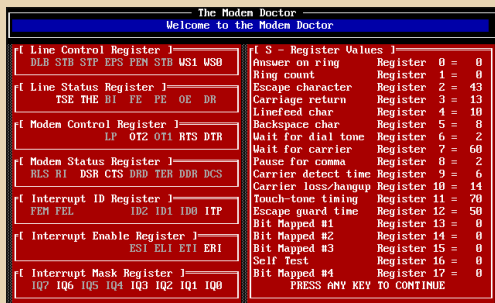 The Modem Doctor
Welcome to the Modem Doctor
[ Line Control Register ]
DLB STB STP EPS PEN STB WS1 WS0
[ Line Status Register ]
TSE THE BI FE PE OE DR
[ Modem Control Register ]
LP OT2 OT1 RTS DTR
[ Modem Status Register ]
RLS RI DSR CTS DRD TER DDR DCS
[ Interrupt ID Register ]
FEM FEL ID2 ID1 ID0 ITP
[ Interrupt Enable Register ]
ESI ELI ETI ERI
[ Interrupt Mask Register ]
IQ7 IQ6 IQ5 IQ4 IQ3 IQ2 IQ1 IQ0
[ S - Register Values ]
Answer on ring Register 0 = 0
Ring count Register 1 = 0
Escape character Register 2 = 43
Carriage return Register 3 = 13
Linefeed char Register 4 = 10
Backspace char Register 5 = 8
Wait for dial tone Register 6 = 2
Wait for carrier Register 7 = 60
Pause for comma Register 8 = 2
Carrier detect time Register 9 = 6
Carrier loss/hangup Register 10 = 14
Touch-tone timing Register 11 = 70
Escape guard time Register 12 = 50
Bit Mapped #1 Register 13 = 0
Bit Mapped #2 Register 14 = 0
Bit Mapped #3 Register 15 = 0
Self Test Register 16 = 0
Bit Mapped #4 Register 17 = 0
PRESS ANY KEY TO CONTINUE